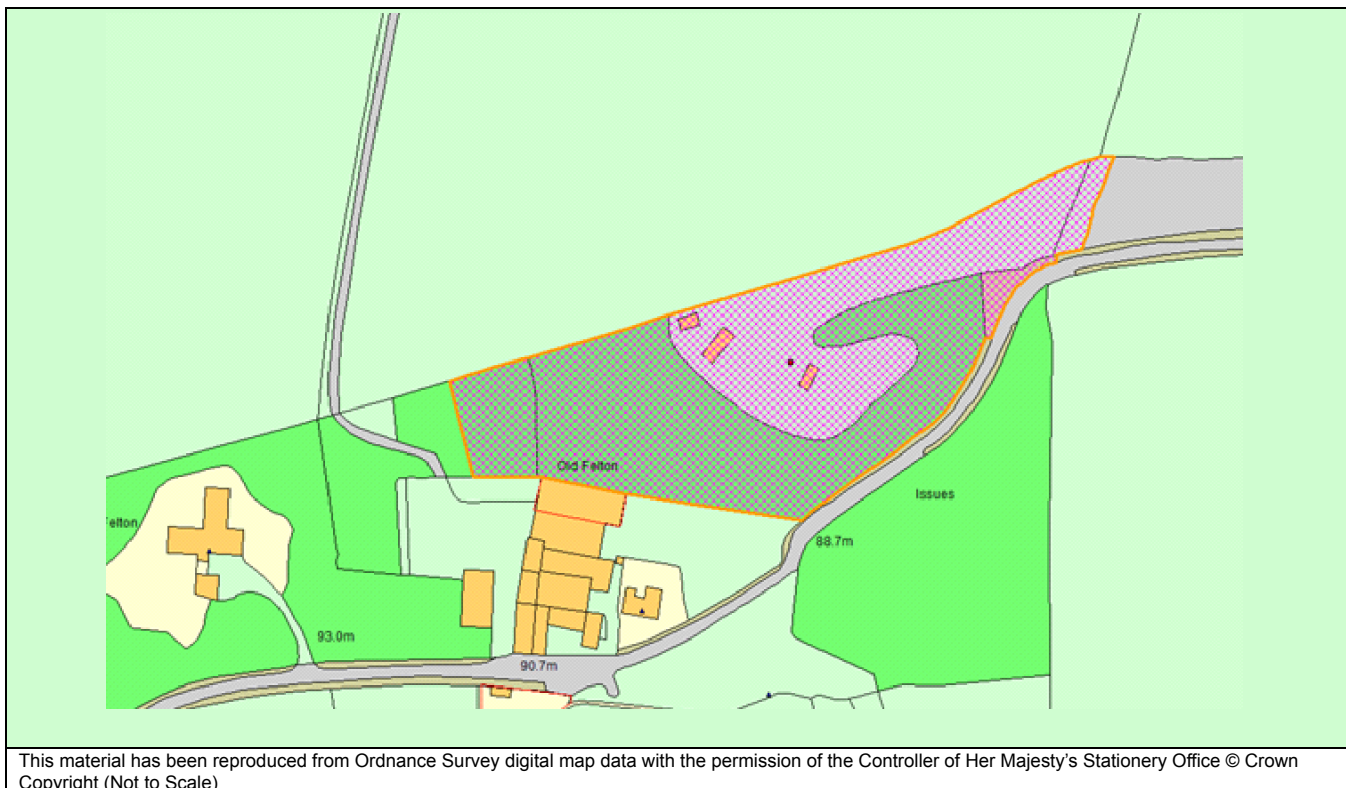 Old Felton
Issues
Felton
88.7m
93.0m
90.7m
This material has been reproduced from Ordnance Survey digital map data with the permission of the Controller of Her Majesty's Stationery Office © Crown
Copyright (Not to Scale)